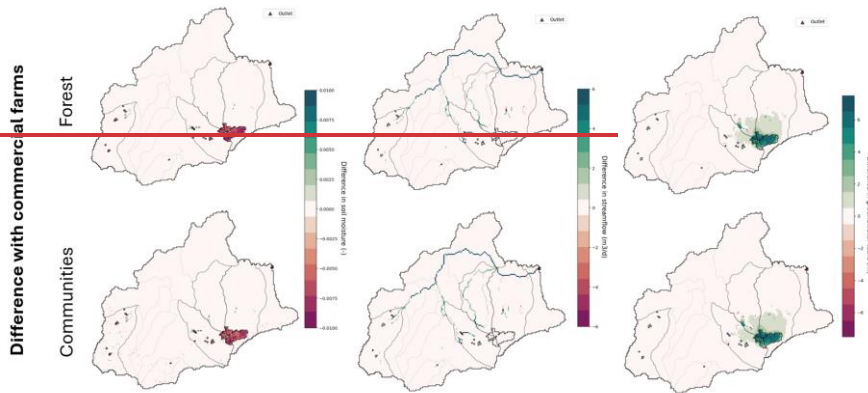 Difference with commercial farms
Forest
Communities
Outlet
Outlet
Outlet
0.0100
0.0075
0.0050
0.0025
0.0000
−0.0025
−0.0050
−0.0075
−0.0100
Difference in soil moisture (-)
6
4
2
0
−2
−4
−6
Difference in streamflow (m3/d)
6
4
2
0
−2
−4
−6